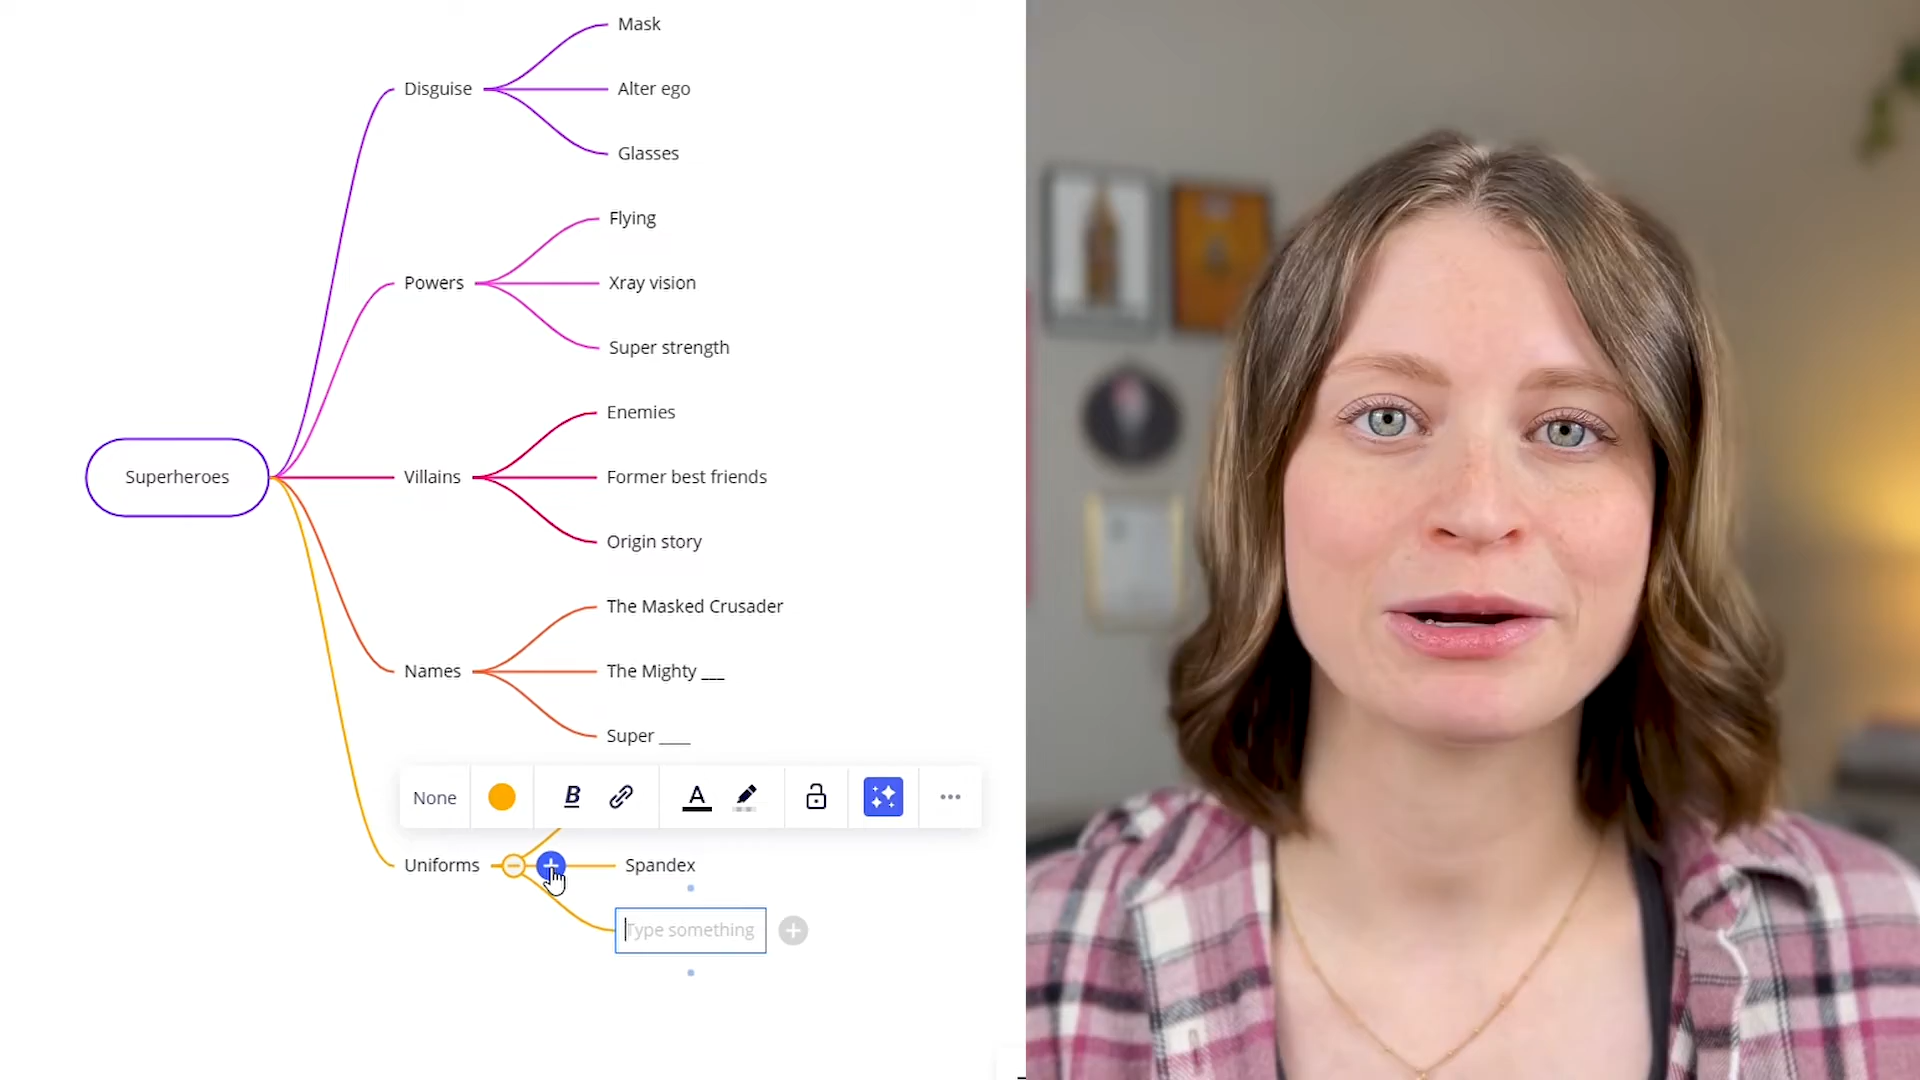 Mask
Disguise
Alter ego
Glasses
Flying
Powers
Xray vision
Super strength
Enemies
Superheroes
Villains
Former best friends
Origin story
The Masked Crusader
Names
The Mighty ___
Super ____
None
B
A
Uniforms
Spandex
Type something